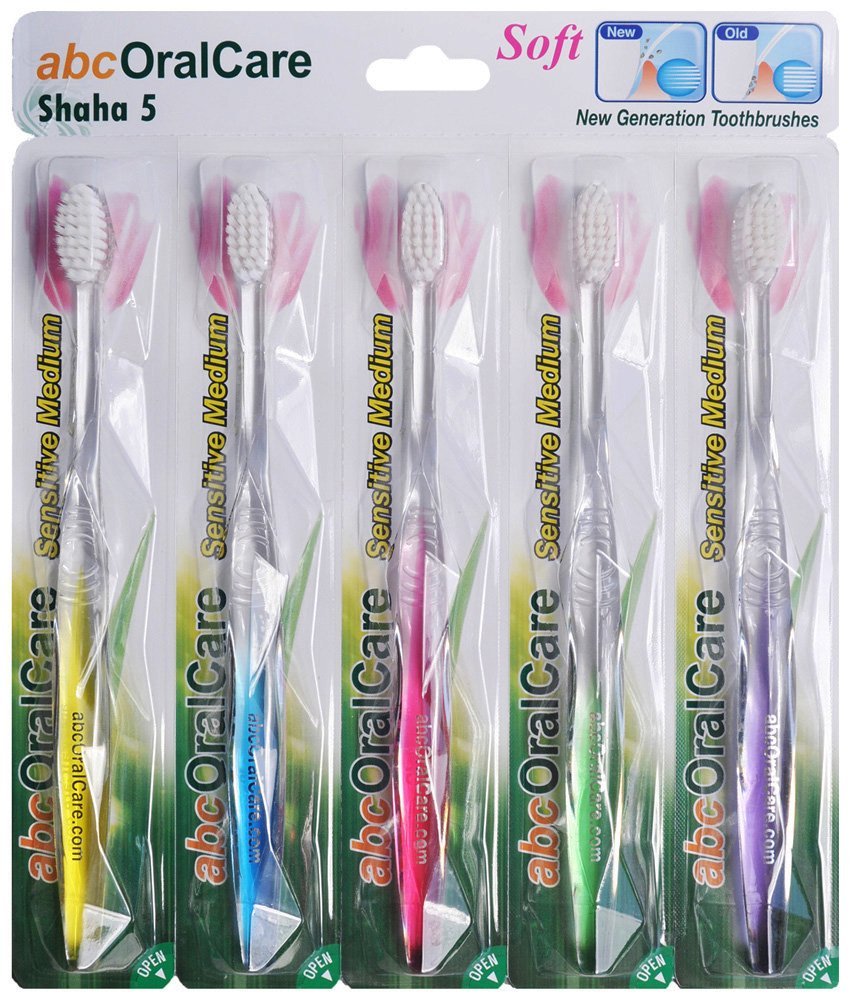 abcOralCare
Shaha 5
Soft
New
Old
New Generation Toothbrushes
Sensitive Medium
abcOralCare
abcOralCare.com
OPEN
Sensitive Medium
abcOralCare
abcOralCare.com
OPEN
Sensitive Medium
abcOralCare
abcOralCare.com
OPEN
Sensitive Medium
abcOralCare
abcOralCare.com
OPEN
Sensitive Medium
abcOralCare
abcOralCare.com
OPEN